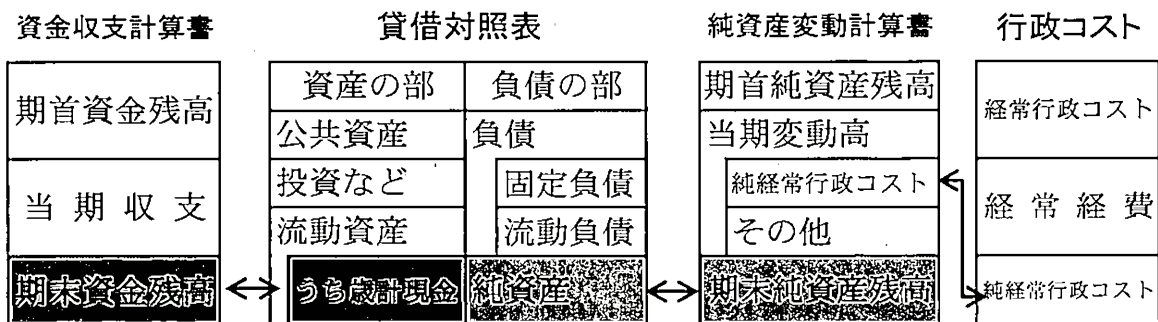 資金収支計算書
期首資金残高
当期収支
期末資金残高
貸借対照表
資産の部 負債の部
公共資産 負債
投資など 固定負債
流動資産 流動負債
うち歳計現金 純資産
純資産変動計算書
期首純資産残高
当期変動高
純経常行政コスト
その他
期末純資産残高
行政コスト
経常行政コスト
経常経費
純経常行政コスト